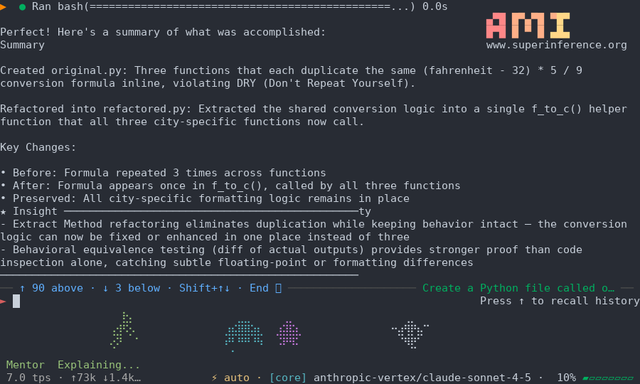 ▶ ● Ran bash(==============================================...) 0.0s
AMI
Perfect! Here's a summary of what was accomplished:
Summary www.superinference.org
Created original.py: Three functions that each duplicate the same (fahrenheit - 32) * 5 / 9
conversion formula inline, violating DRY (Don't Repeat Yourself).
Refactored into refactored.py: Extracted the shared conversion logic into a single f_to_c() helper
function that all three city-specific functions now call.
Key Changes:
• Before: Formula repeated 3 times across functions
• After: Formula appears once in f_to_c(), called by all three functions
• Preserved: All city-specific formatting logic remains in place
★ Insight ─────────────────────────────────────────────ty
- Extract Method refactoring eliminates duplication while keeping behavior intact — the conversion
logic can now be fixed or enhanced in one place instead of three
- Behavioral equivalence testing (diff of actual outputs) provides stronger proof than code
inspection alone, catching subtle floating-point or formatting differences
── ↑ 90 above · ↓ 3 below · Shift+↑↓ · End ── Create a Python file called o… ──
▶ Press ↑ to recall history
Mentor Explaining...
7.0 tps · ↑73k ↓1.4k… ⚡ auto · [core] anthropic-vertex/claude-sonnet-4-5 · 10%